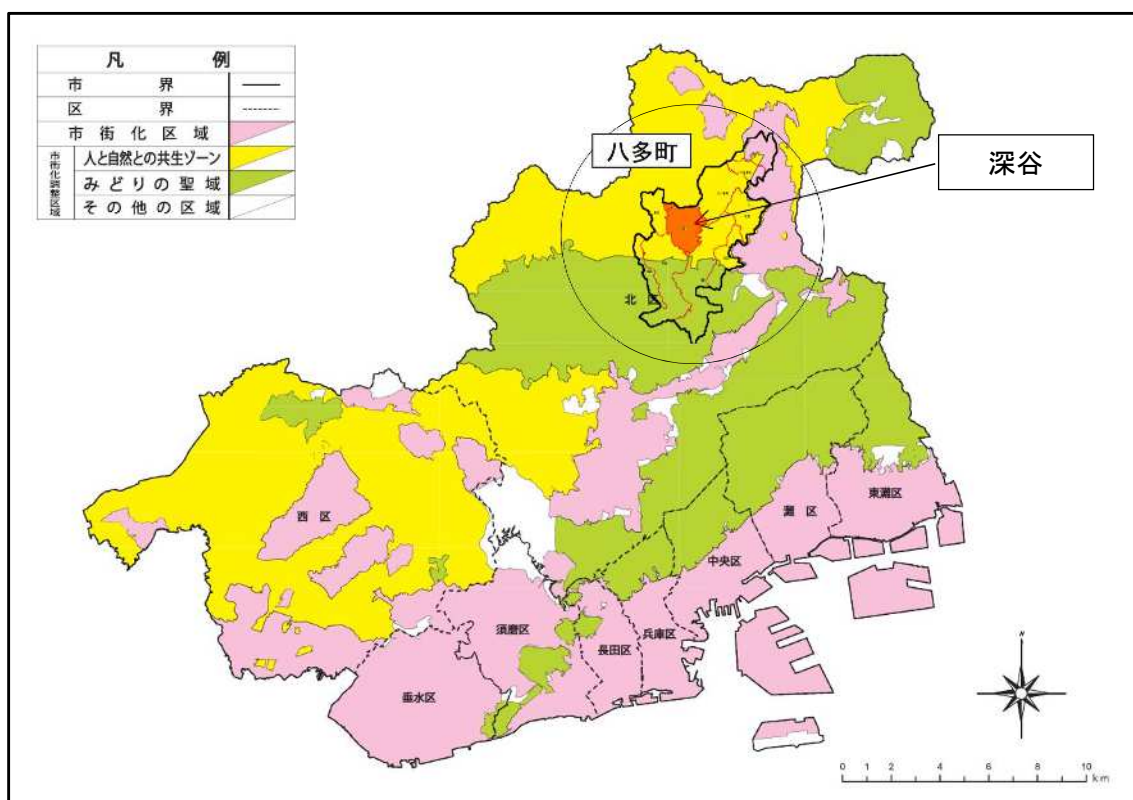 凡 例
市 界
区 界
市街化区域
市街化調整区域
人と自然との共生ゾーン
みどりの聖域
その他の区域
八多町
深谷
北 区
西 区
東灘区
灘 区
中央区
兵庫区
長田区
須磨区
垂水区
N
0 1 2 4 6 8 10
km